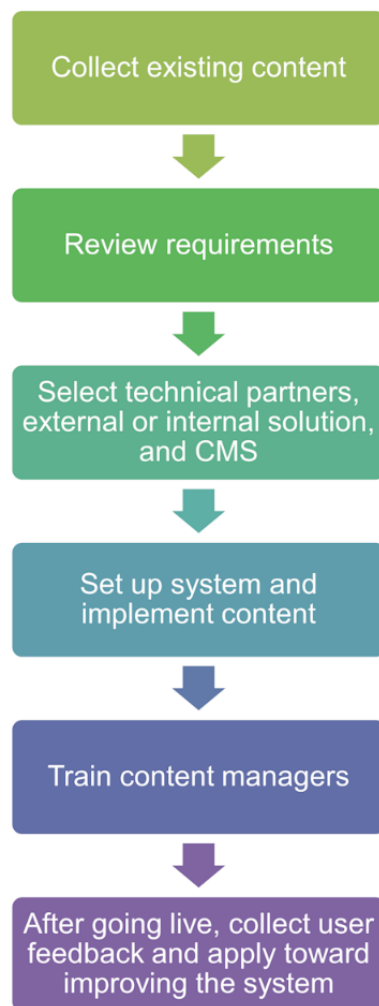 Collect existing content
Review requirements
Select technical partners,
external or internal solution,
and CMS
Set up system and
implement content
Train content managers
After going live, collect user
feedback and apply toward
improving the system